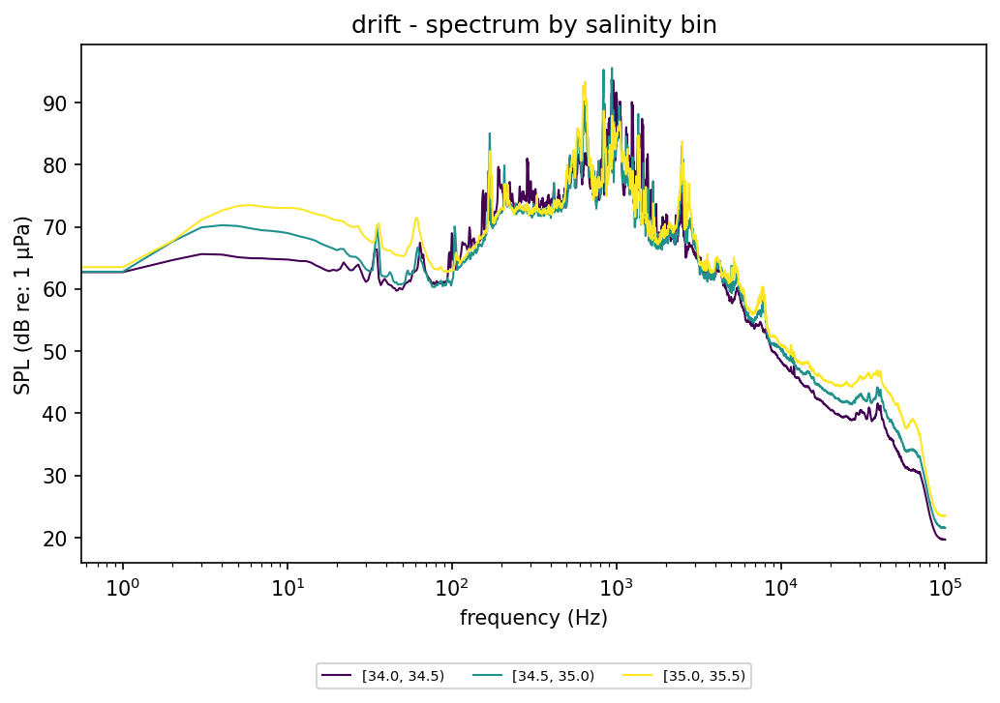 drift - spectrum by salinity bin
SPL (dB re: 1 µPa)
90
80
70
60
50
40
30
20
10⁰ 10¹ 10² 10³ 10⁴ 10⁵
frequency (Hz)
[34.0, 34.5) [34.5, 35.0) [35.0, 35.5)